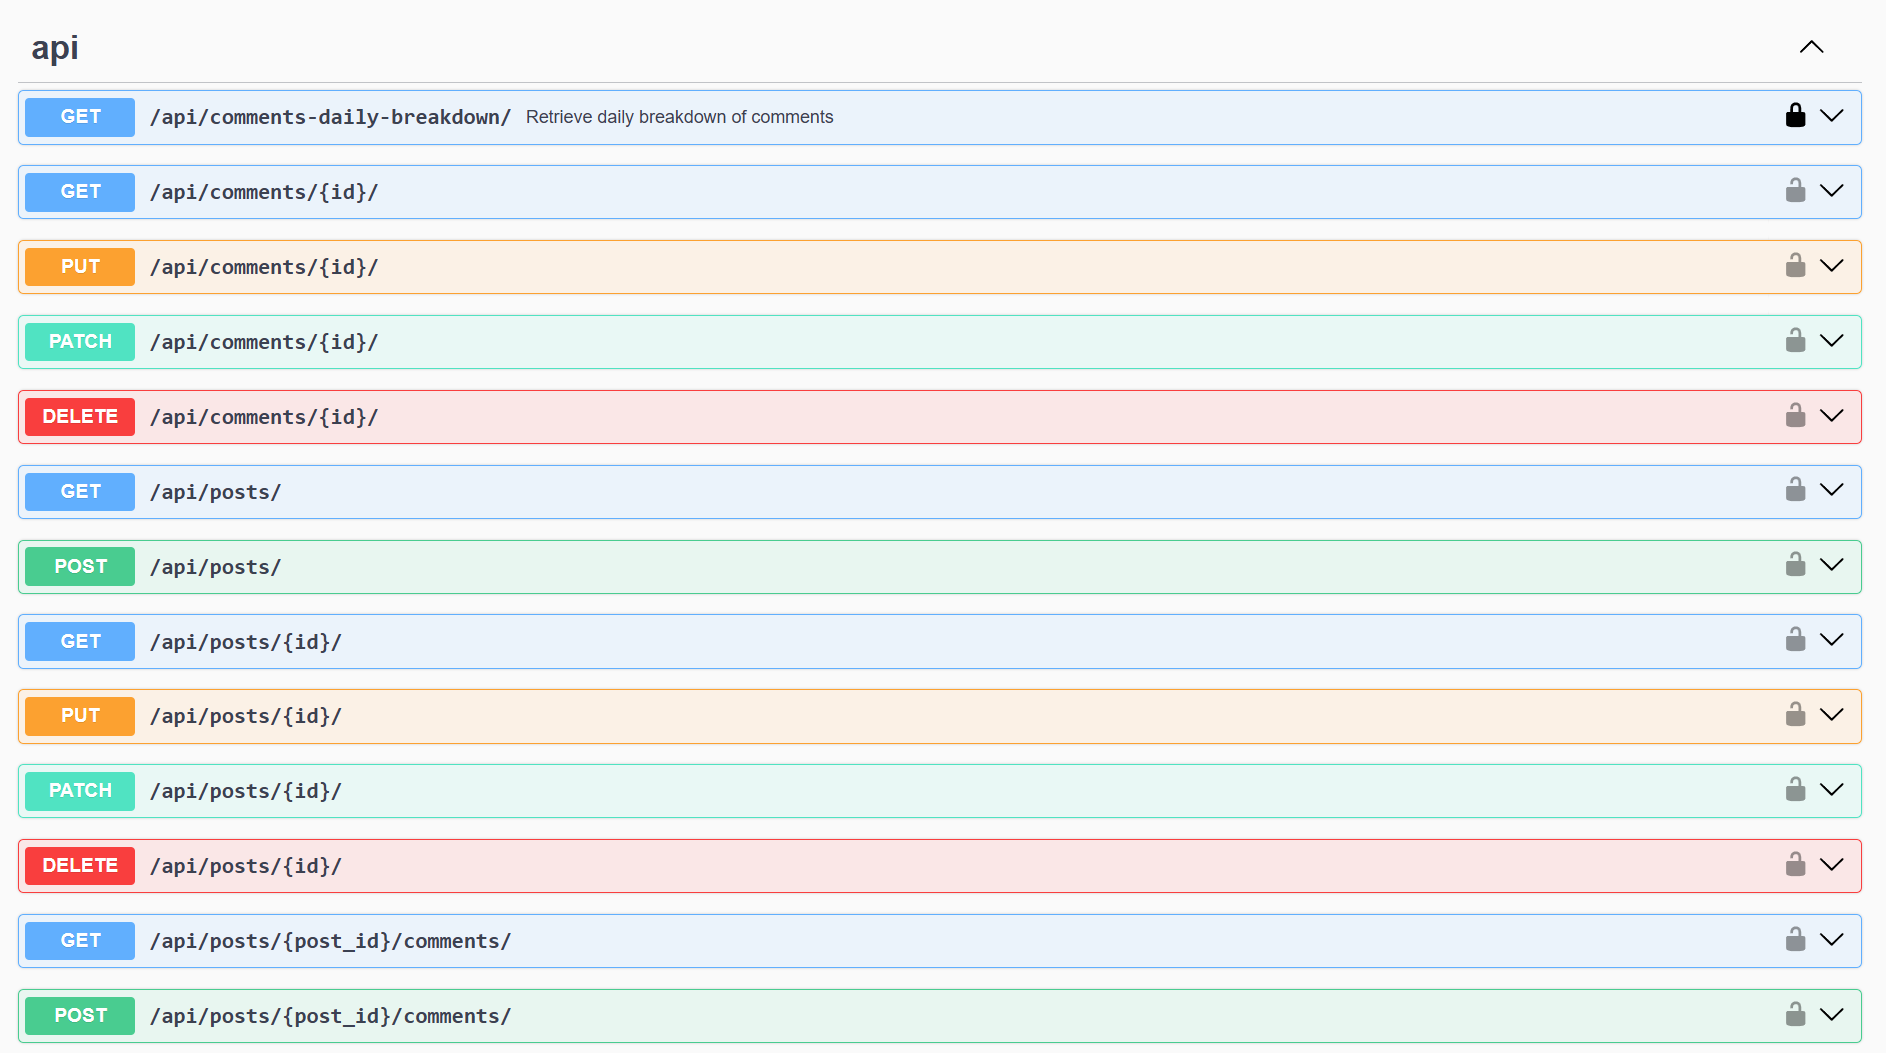 api
GET /api/comments-daily-breakdown/ Retrieve daily breakdown of comments
GET /api/comments/{id}/
PUT /api/comments/{id}/
PATCH /api/comments/{id}/
DELETE /api/comments/{id}/
GET /api/posts/
POST /api/posts/
GET /api/posts/{id}/
PUT /api/posts/{id}/
PATCH /api/posts/{id}/
DELETE /api/posts/{id}/
GET /api/posts/{post_id}/comments/
POST /api/posts/{post_id}/comments/